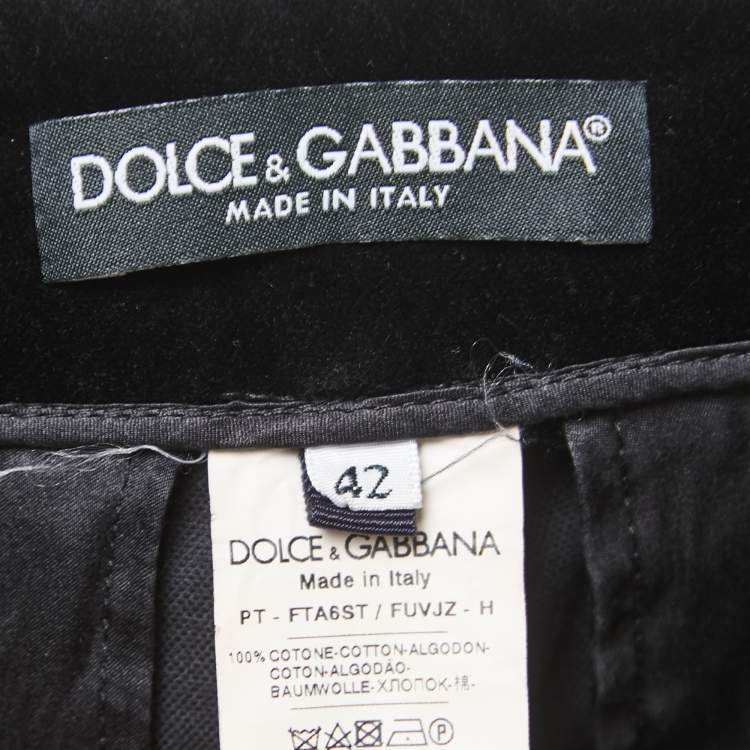 DOLCE & GABBANA®
MADE IN ITALY
42
DOLCE & GABBANA
Made in Italy
PT - FTA6ST / FUVJZ - H
100% COTONE-COTTON-ALGODON-
COTON-ALGODÃO-
BAUMWOLLE-ХЛОПОК-棉-
P